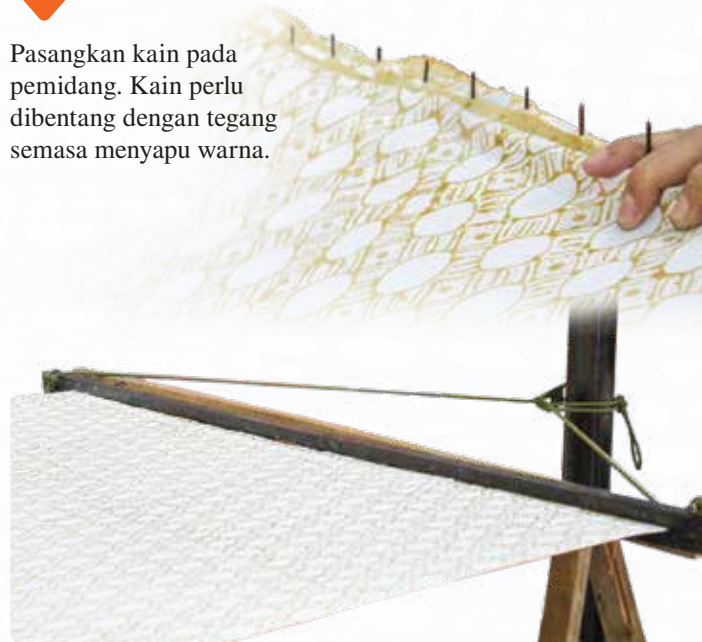 Pasangkan kain pada
pemidang. Kain perlu
dibentang dengan tegang
semasa menyapu warna.